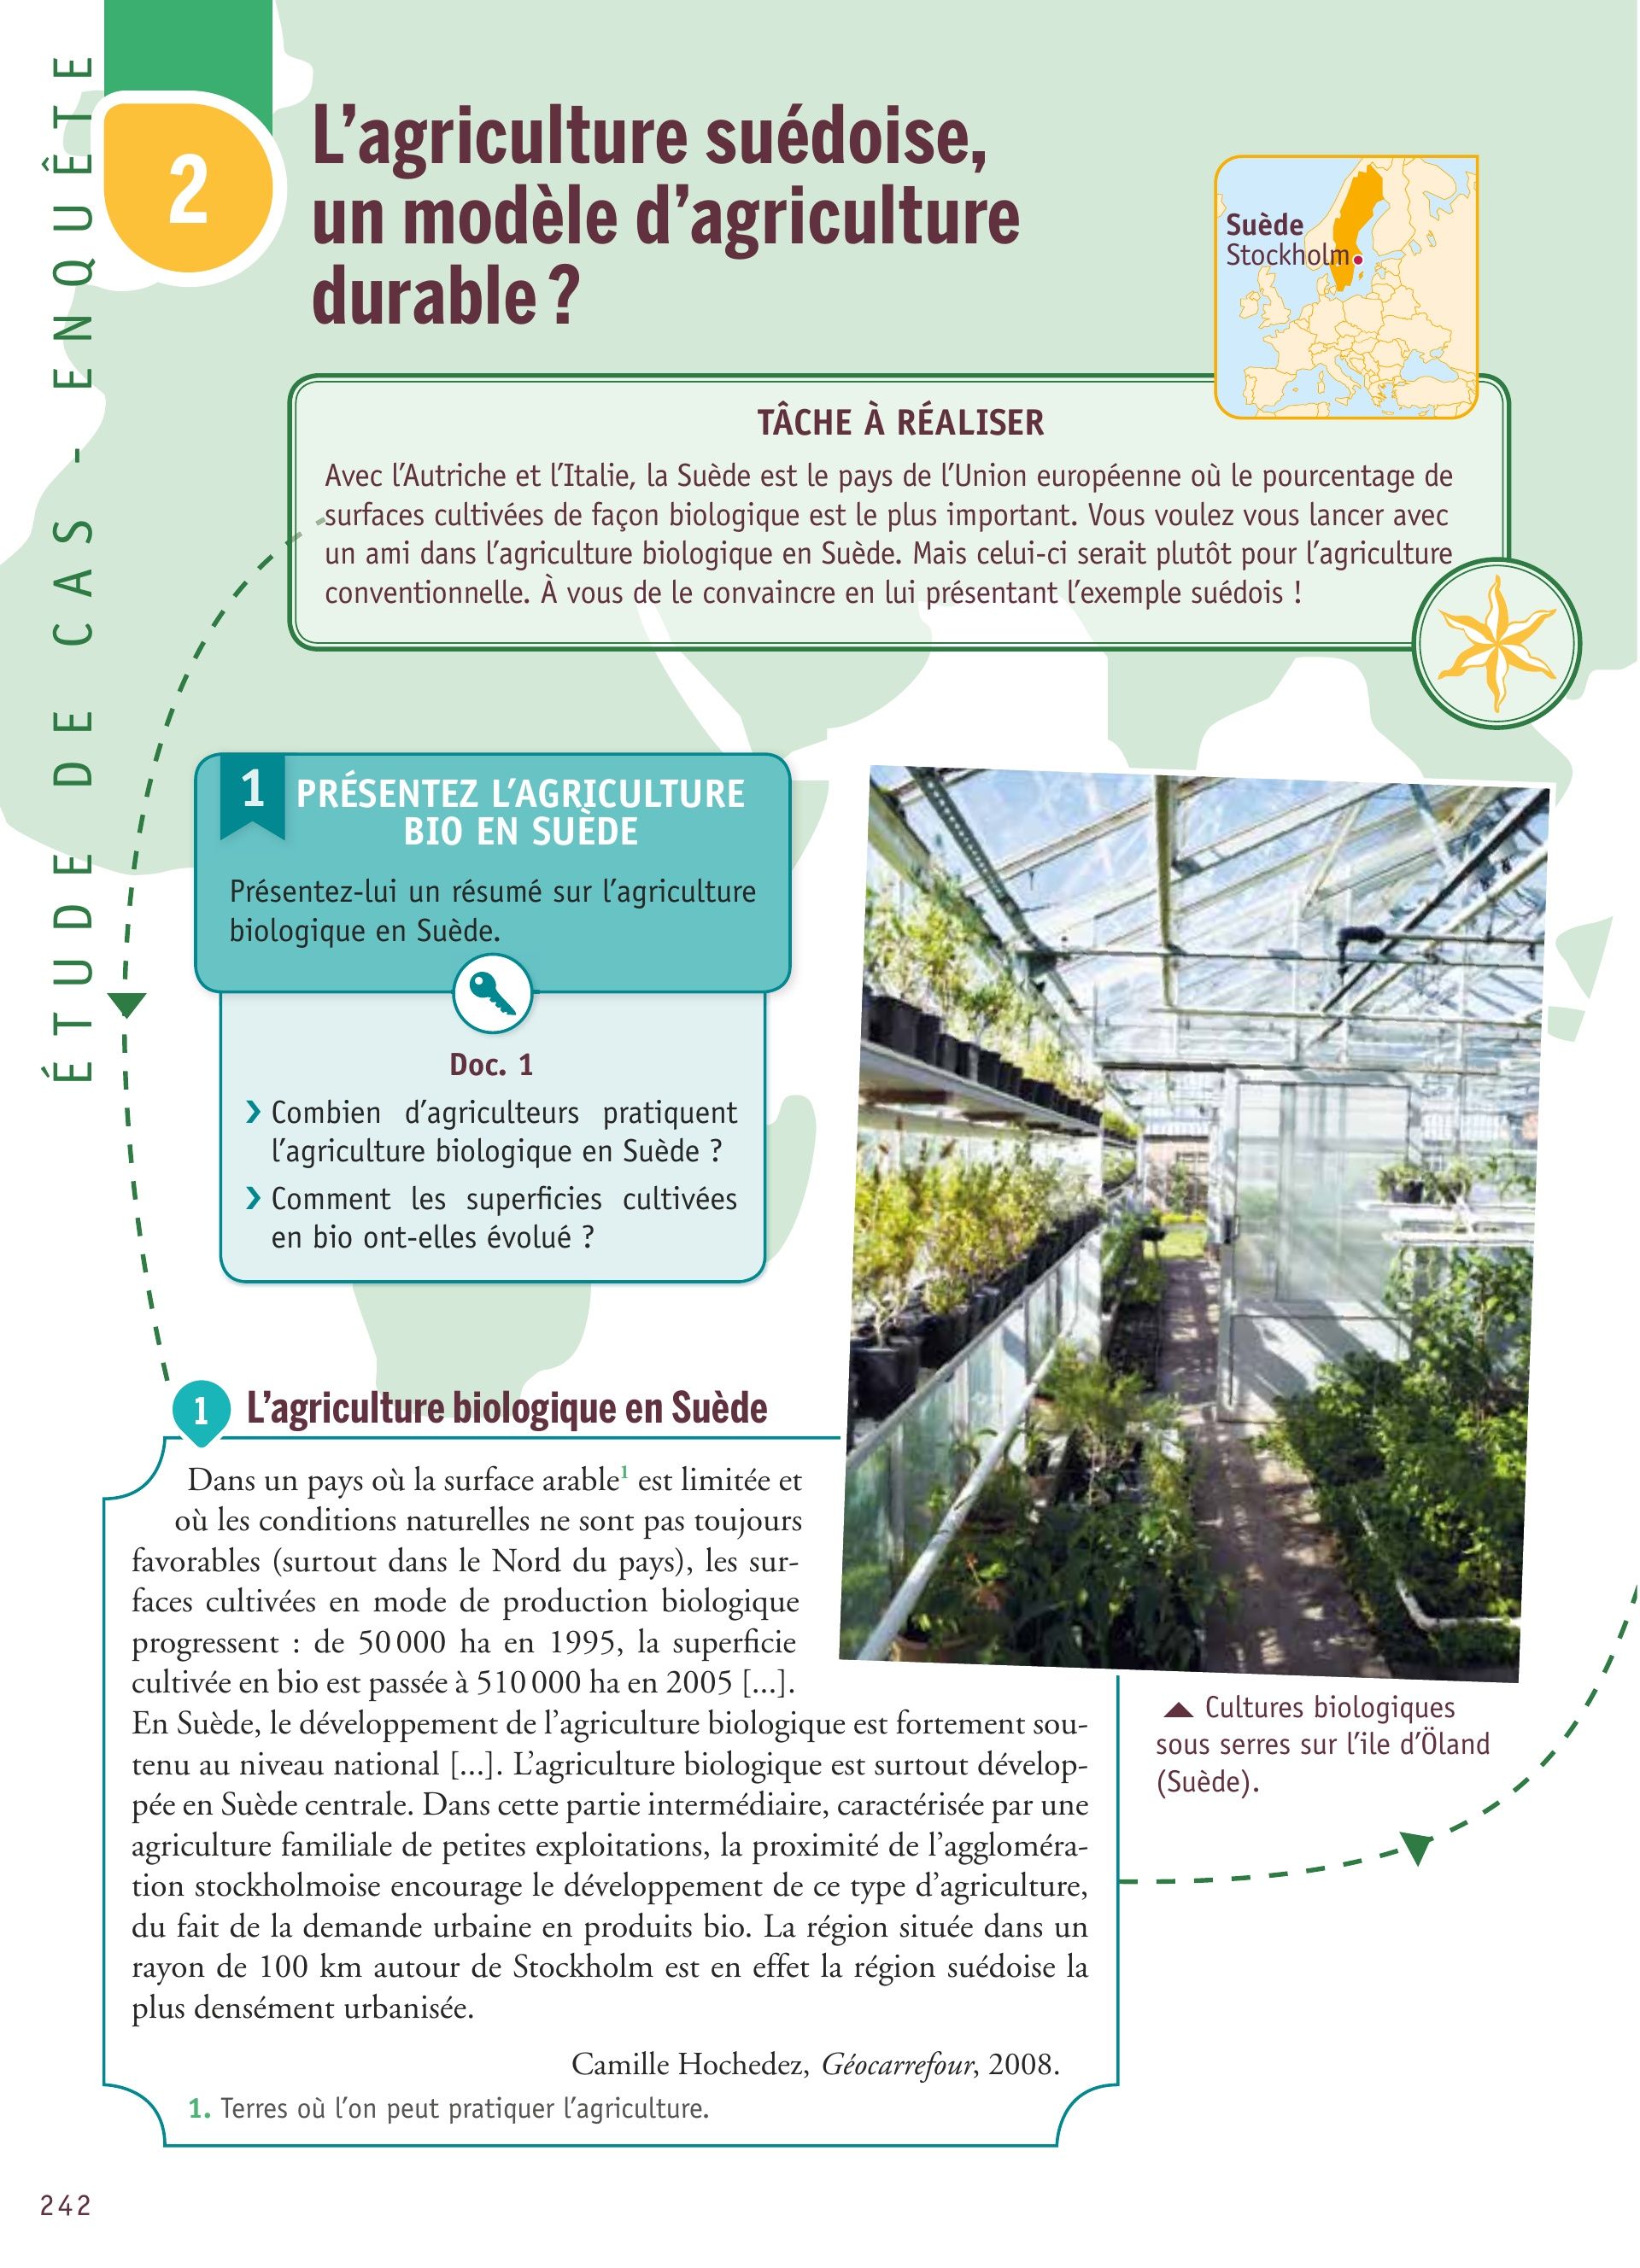 ÉTUDE DE CAS - ENQUÊTE
2
L’agriculture suédoise,
un modèle d’agriculture
durable ?
Suède
Stockholm
TÂCHE À RÉALISER
Avec l’Autriche et l’Italie, la Suède est le pays de l’Union européenne où le pourcentage de
surfaces cultivées de façon biologique est le plus important. Vous voulez vous lancer avec
un ami dans l’agriculture biologique en Suède. Mais celui-ci serait plutôt pour l’agriculture
conventionnelle. À vous de le convaincre en lui présentant l’exemple suédois !
1 PRÉSENTEZ L’AGRICULTURE
BIO EN SUÈDE
Présentez-lui un résumé sur l’agriculture
biologique en Suède.
Doc. 1
› Combien d’agriculteurs pratiquent
l’agriculture biologique en Suède ?
› Comment les superficies cultivées
en bio ont-elles évolué ?
1 L’agriculture biologique en Suède
Dans un pays où la surface arable¹ est limitée et
où les conditions naturelles ne sont pas toujours
favorables (surtout dans le Nord du pays), les sur-
faces cultivées en mode de production biologique
progressent : de 50 000 ha en 1995, la superficie
cultivée en bio est passée à 510 000 ha en 2005 [...].
En Suède, le développement de l’agriculture biologique est fortement sou-
tenu au niveau national [...]. L’agriculture biologique est surtout dévelop-
pée en Suède centrale. Dans cette partie intermédiaire, caractérisée par une
agriculture familiale de petites exploitations, la proximité de l’aggloméra-
tion stockholmoise encourage le développement de ce type d’agriculture,
du fait de la demande urbaine en produits bio. La région située dans un
rayon de 100 km autour de Stockholm est en effet la région suédoise la
plus densément urbanisée.
Camille Hochedez, Géocarrefour, 2008.
1. Terres où l’on peut pratiquer l’agriculture.
Cultures biologiques
sous serres sur l’ile d’Öland
(Suède).
242